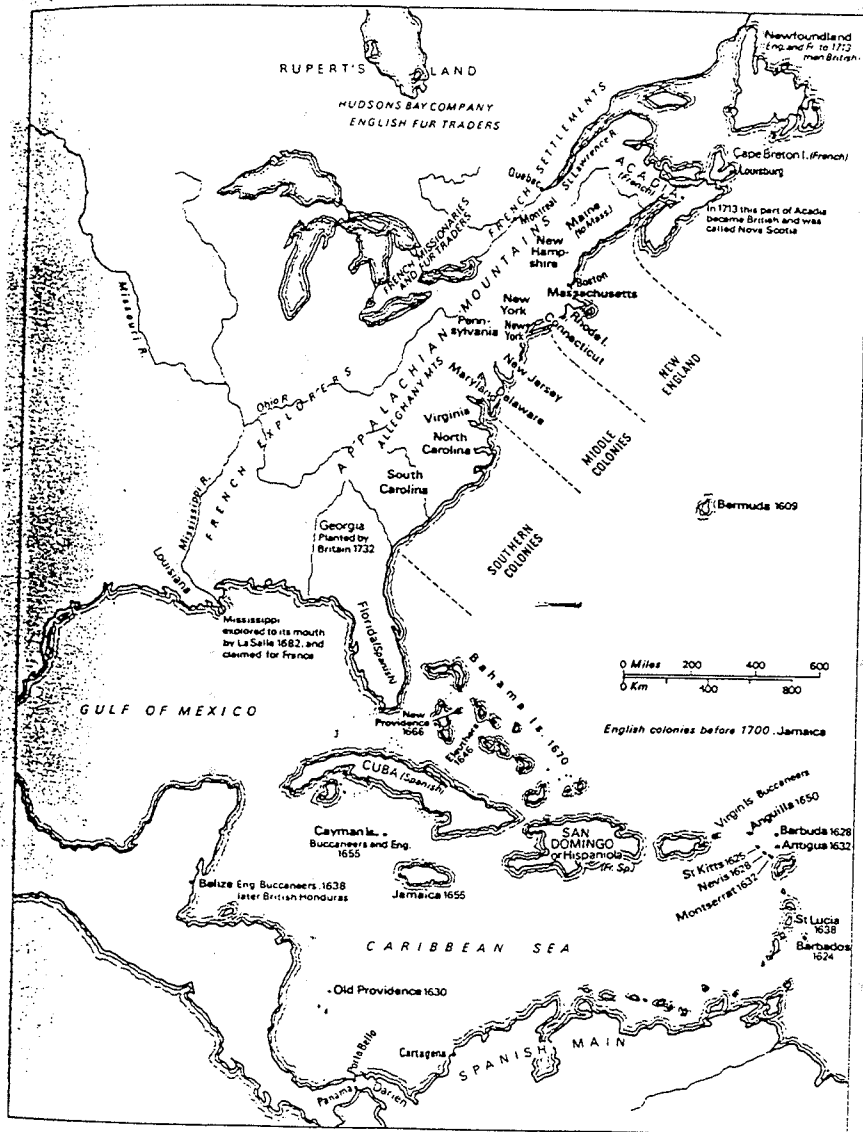 Newfoundland
Eng. and Fr. to 1713
then British
RUPERT'S LAND
HUDSONS BAY COMPANY
ENGLISH FUR TRADERS
FRENCH SETTLEMENTS
Quebec
St. Lawrence R.
Montreal
ACADIA
(French)
Cape Breton I. (French)
Louisburg
In 1713 this part of Acadia
became British and was
called Nova Scotia
FRENCH MISSIONARIES
AND FUR TRADERS
Maine
(to Mass.)
New
Hamp-
shire
Boston
Massachusetts
New
York
Penn-
sylvania
New
York
Rhode I.
Connecticut
NEW
ENGLAND
Missouri R.
APPALACHIAN MOUNTAINS
ALLEGHANY MTS
Ohio R.
New Jersey
Maryland
Delaware
Virginia
North
Carolina
MIDDLE
COLONIES
FRENCH EXPLORERS
South
Carolina
Mississippi R.
Bermuda 1609
Georgia
Planted by
Britain 1732
SOUTHERN
COLONIES
Louisiana
Mississippi
explored to its mouth
by La Salle 1682, and
claimed for France
Florida (Spanish)
0 Miles 200 400 600
0 Km 400 800
Bahama Is. 1670
GULF OF MEXICO
New
Providence
1666
Eleuthera
1646
English colonies before 1700. Jamaica
CUBA (Spanish)
Cayman Is.
Buccaneers and Eng.
1655
SAN
DOMINGO
or Hispaniola
(Fr. Sp.)
Virgin Is. Buccaneers
Anguilla 1650
Barbuda 1628
Antigua 1632
St Kitts 1625
Nevis 1628
Montserrat 1632
Belize Eng. Buccaneers. 1638
later British Honduras
Jamaica 1655
St Lucia
1638
CARIBBEAN SEA
Barbados
1624
Old Providence 1630
Cartagena
SPANISH MAIN
Porto Bello
Panama
Darien